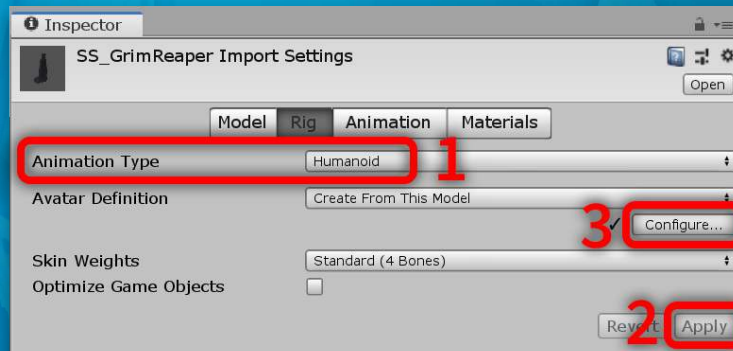 Inspector
SS_GrimReaper Import Settings
Open
Model Rig Animation Materials
Animation Type Humanoid 1
Avatar Definition Create From This Model
3 ✓ Configure...
Skin Weights Standard (4 Bones)
Optimize Game Objects
Revert 2 Apply